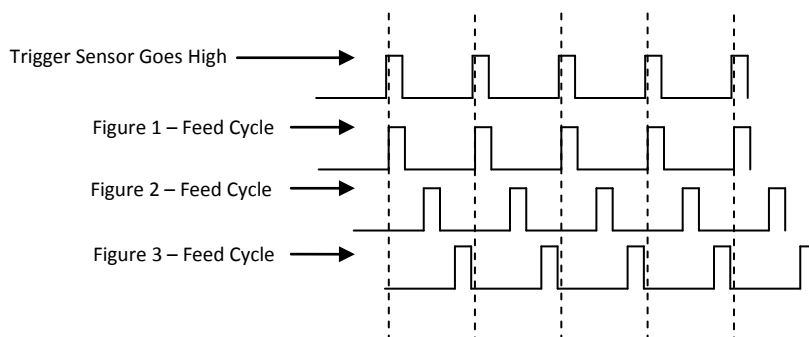 Trigger Sensor Goes High
Figure 1 – Feed Cycle
Figure 2 – Feed Cycle
Figure 3 – Feed Cycle